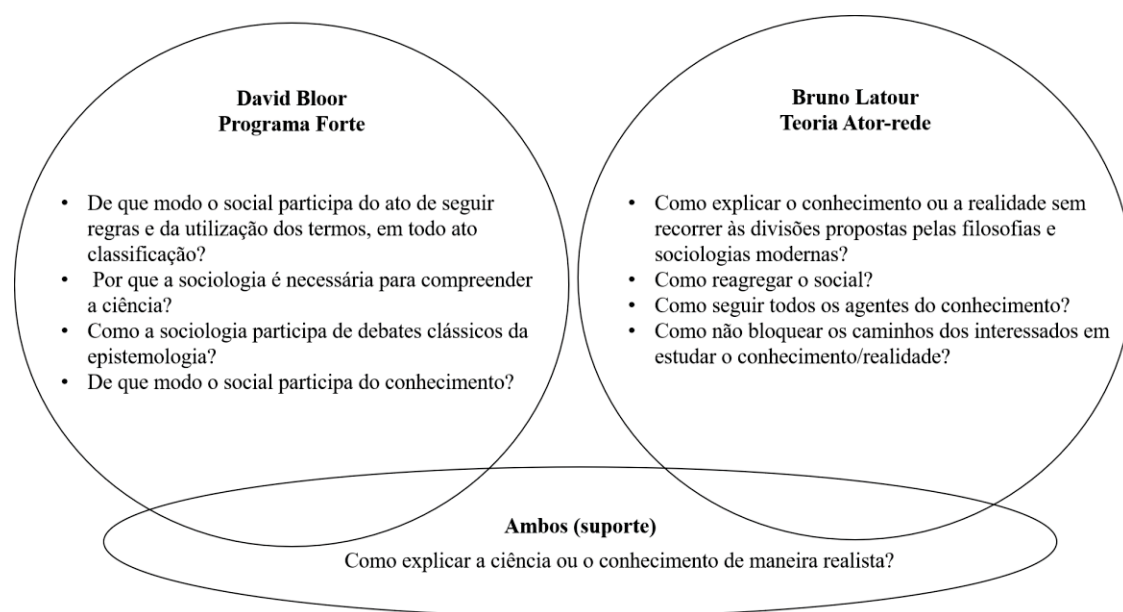 David Bloor
Programa Forte
• De que modo o social participa do ato de seguir
regras e da utilização dos termos, em todo ato
classificação?
• Por que a sociologia é necessária para compreender
a ciência?
• Como a sociologia participa de debates clássicos da
epistemologia?
• De que modo o social participa do conhecimento?
Bruno Latour
Teoria Ator-rede
• Como explicar o conhecimento ou a realidade sem
recorrer às divisões propostas pelas filosofias e
sociologias modernas?
• Como reagregar o social?
• Como seguir todos os agentes do conhecimento?
• Como não bloquear os caminhos dos interessados em
estudar o conhecimento/realidade?
Ambos (suporte)
Como explicar a ciência ou o conhecimento de maneira realista?